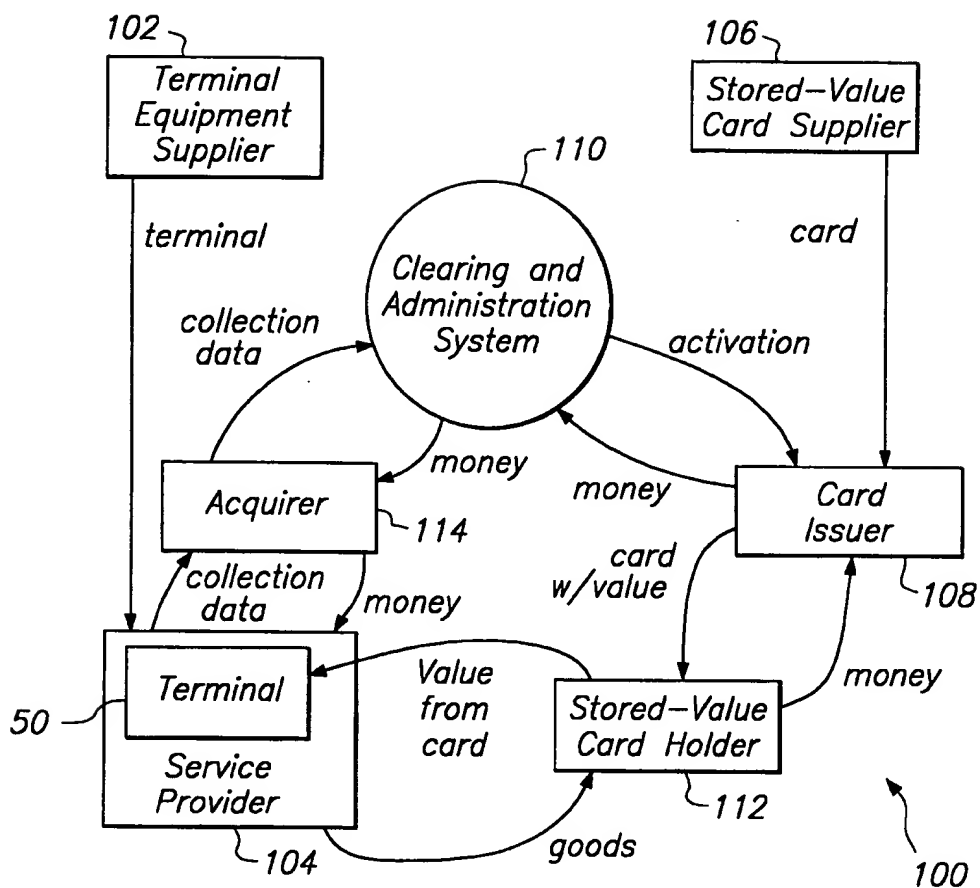 102
Terminal
Equipment
Supplier
106
Stored-Value
Card Supplier
110
terminal
card
Clearing and
Administration
System
collection
data
activation
money
money
Acquirer
114
Card
Issuer
108
collection
data
money
card
w/value
money
Terminal
50
Value
from
card
Stored-Value
Card Holder
112
Service
Provider
104
goods
100